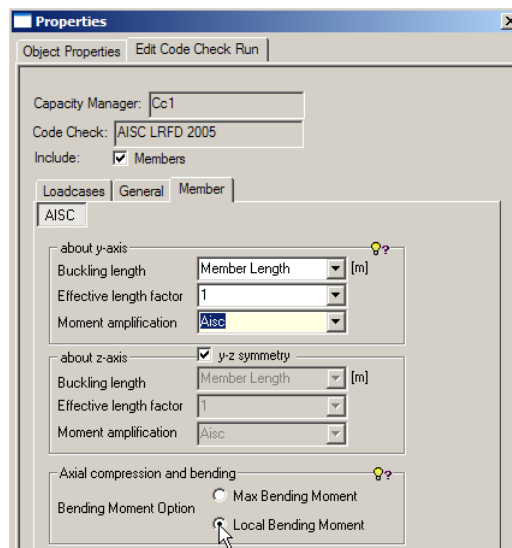 Properties
Object Properties Edit Code Check Run
Capacity Manager: Cc1
Code Check: AISC LRFD 2005
Include: Members
Loadcases General Member
AISC
about y-axis ?
Buckling length Member Length [m]
Effective length factor 1
Moment amplification Aisc
about z-axis y-z symmetry
Buckling length Member Length [m]
Effective length factor 1
Moment amplification Aisc
Axial compression and bending ?
Max Bending Moment
Bending Moment Option
Local Bending Moment